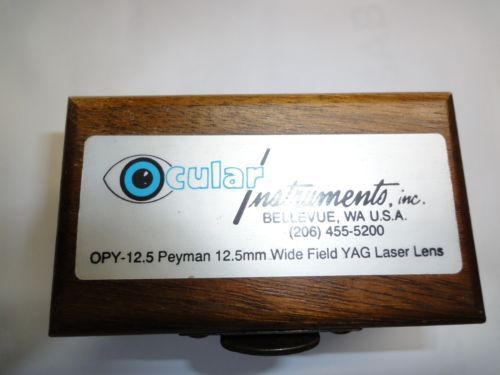 Ocular Instruments, inc.
BELLEVUE, WA U.S.A.
(206) 455-5200
OPY-12.5 Peyman 12.5mm Wide Field YAG Laser Lens